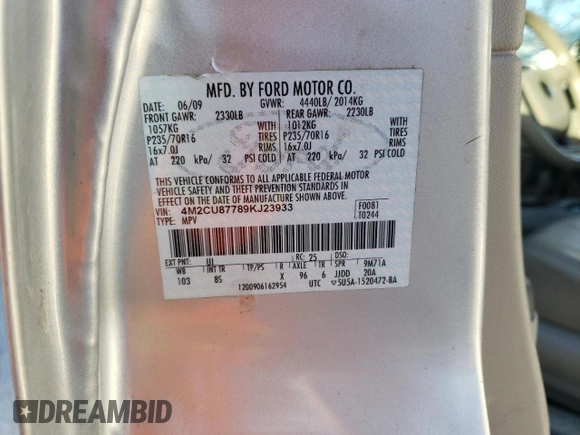 MFD. BY FORD MOTOR CO.
DATE: 06/09 GVWR: 4440LB/ 2014KG
FRONT GAWR: 2330LB REAR GAWR: 2230LB
1057KG WITH 1012KG WITH
P235/70R16 TIRES P235/70R16 TIRES
16x7.0J RIMS 16x7.0J RIMS
AT 220 kPa/ 32 PSI COLD AT 220 kPa/ 32 PSI COLD
THIS VEHICLE CONFORMS TO ALL APPLICABLE FEDERAL MOTOR
VEHICLE SAFETY AND THEFT PREVENTION STANDARDS IN
EFFECT ON THE DATE OF MANUFACTURE SHOWN ABOVE.
VIN: 4M2CU87789KJ23933 F0081
TYPE: MPV T0244
EXT PNT: UI RC: 25 DSO:
WB INT TR TP/PS R AXLE TR SPR 9M71A
103 8S X 96 6 JJDD 20A
1200906162954 UTC ▽5U5A-1520472-BA
DREAMBID